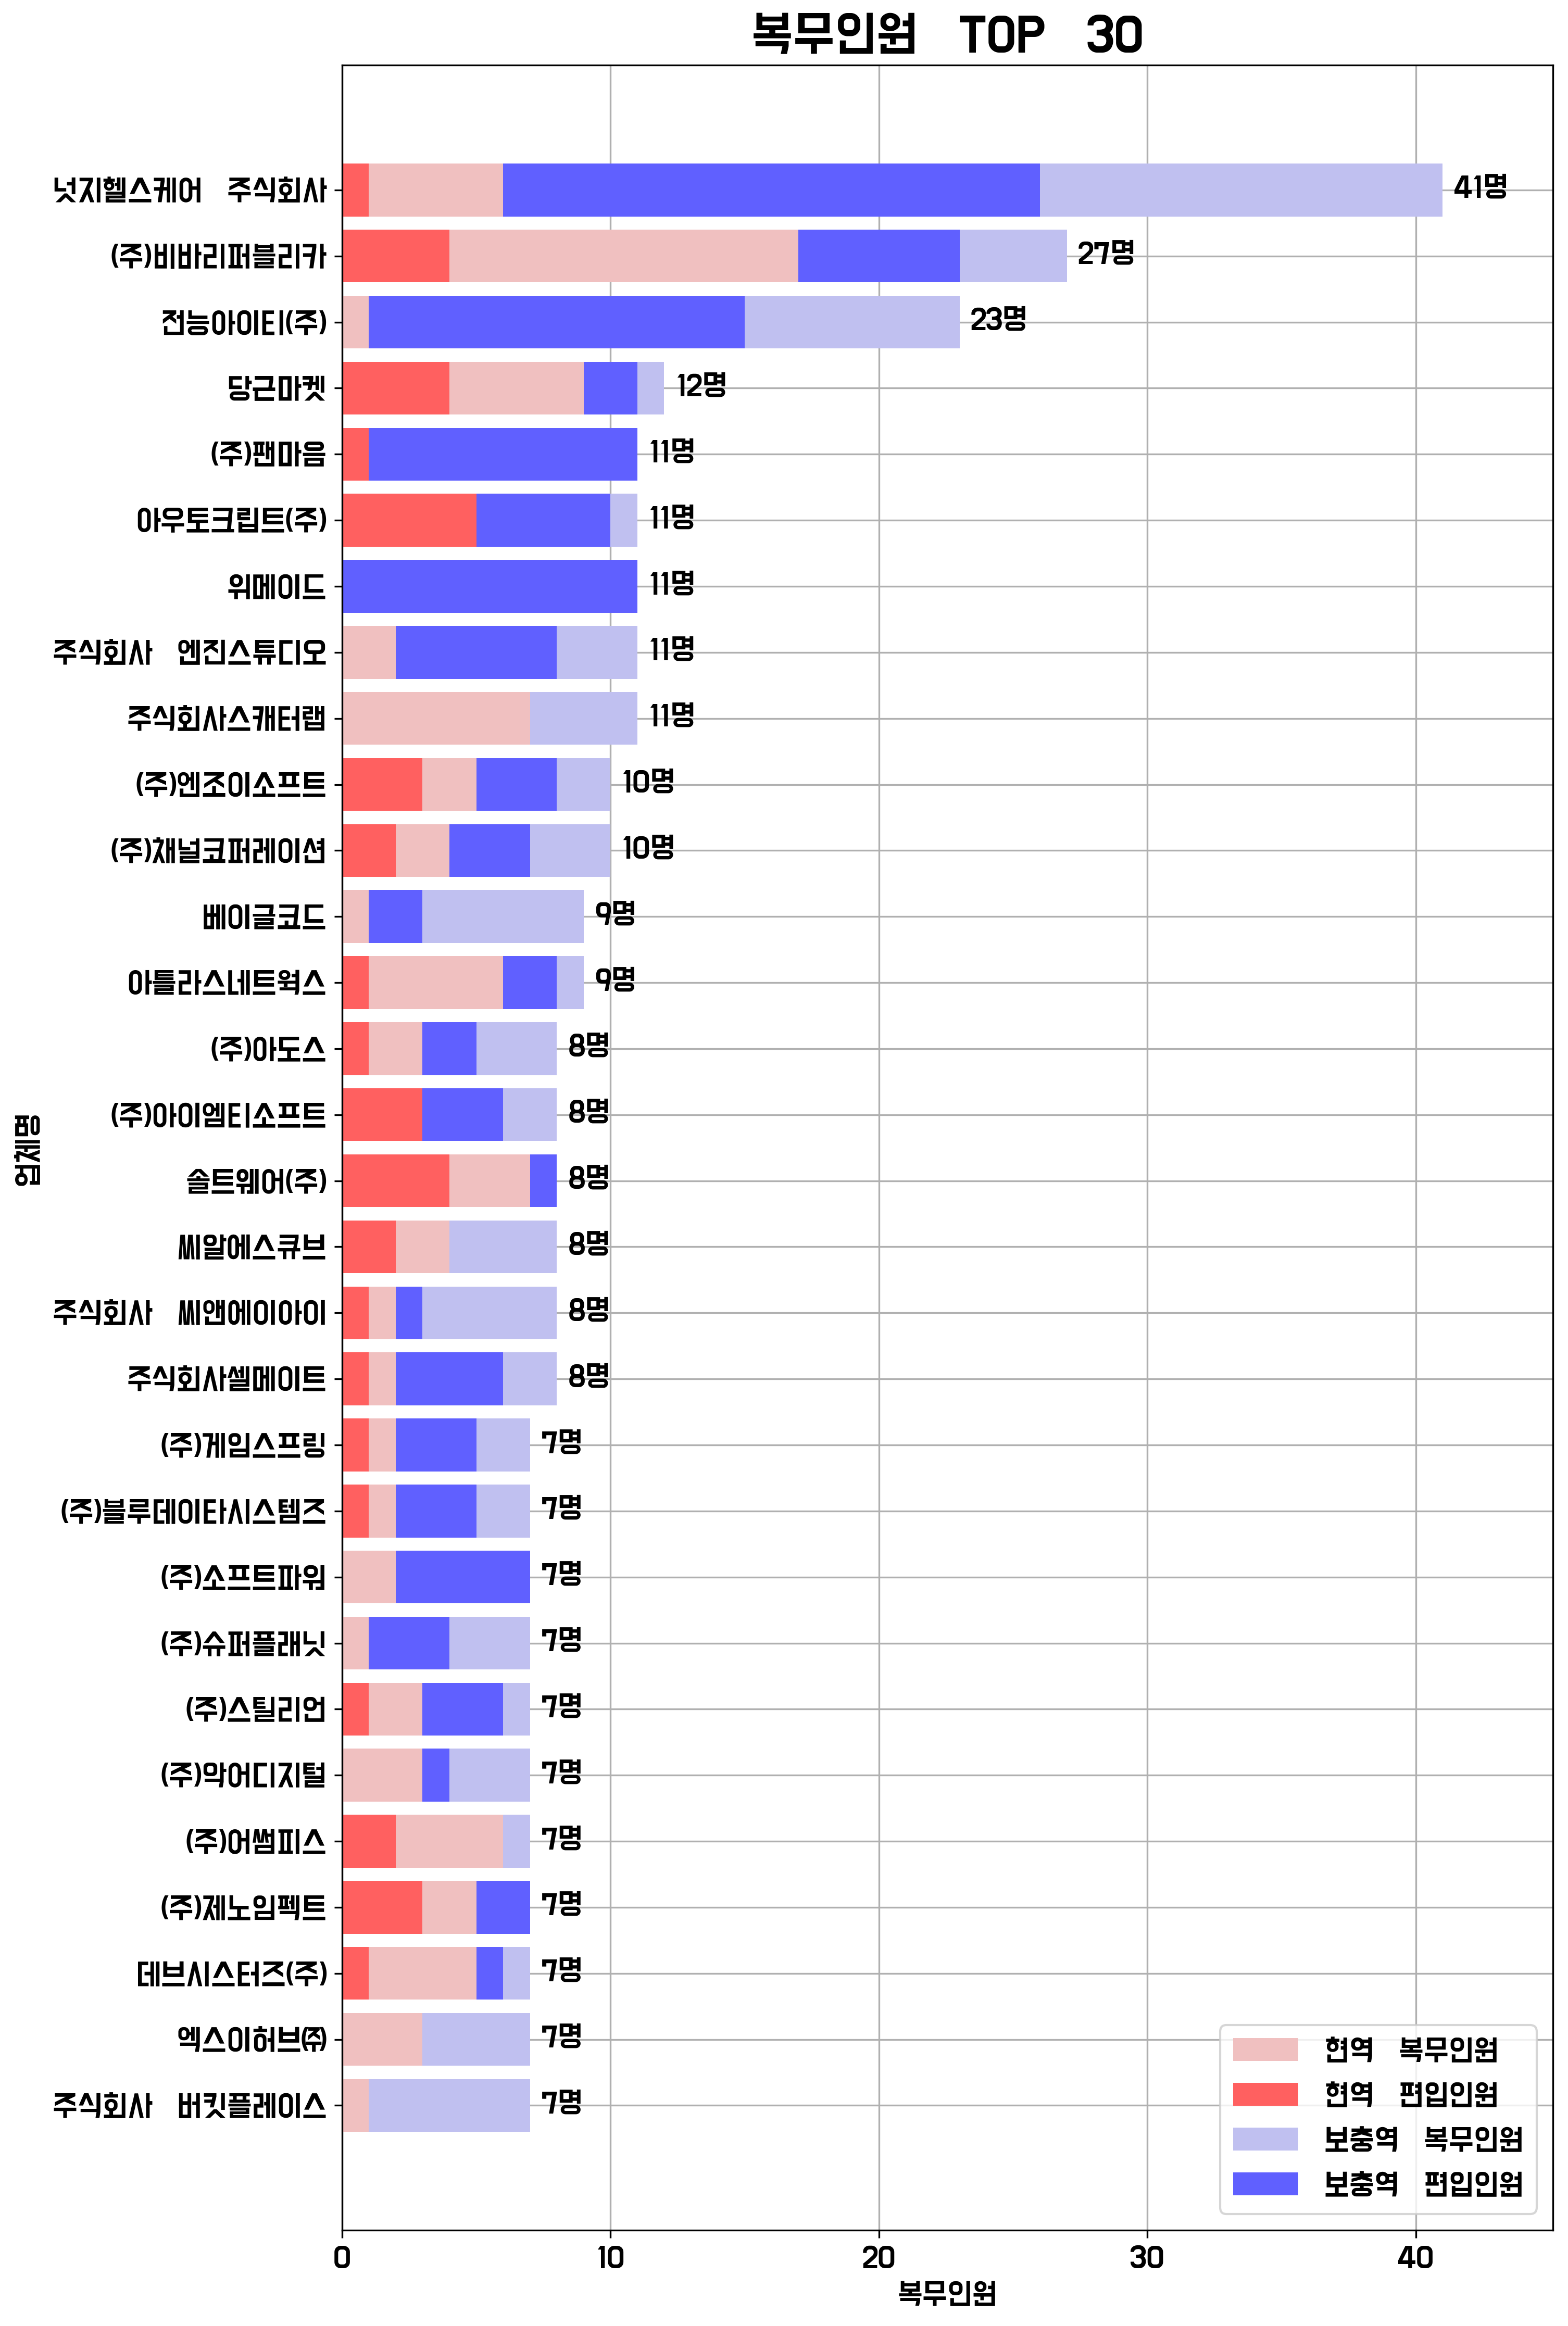 복무인원 TOP 30
넛지헬스케어 주식회사 41명
(주)비바리퍼블리카 27명
전능아이티(주) 23명
당근마켓 12명
(주)팬마음 11명
아우토크립트(주) 11명
위메이드 11명
주식회사 엔진스튜디오 11명
주식회사스캐터랩 11명
(주)엔조이소프트 10명
(주)채널코퍼레이션 10명
베이글코드 9명
아틀라스네트웍스 9명
(주)아도스 8명
(주)아이엠티소프트 8명
솔트웨어(주) 8명
씨알에스큐브 8명
주식회사 씨앤에이아이 8명
주식회사셀메이트 8명
(주)게임스프링 7명
(주)블루데이타시스템즈 7명
(주)소프트파워 7명
(주)슈퍼플래닛 7명
(주)스틸리언 7명
(주)악어디지털 7명
(주)어썸피스 7명
(주)제노임펙트 7명
데브시스터즈(주) 7명
엑스이허브㈜ 7명
주식회사 버킷플레이스 7명
업체명
현역 복무인원
현역 편입인원
보충역 복무인원
보충역 편입인원
0 10 20 30 40
복무인원